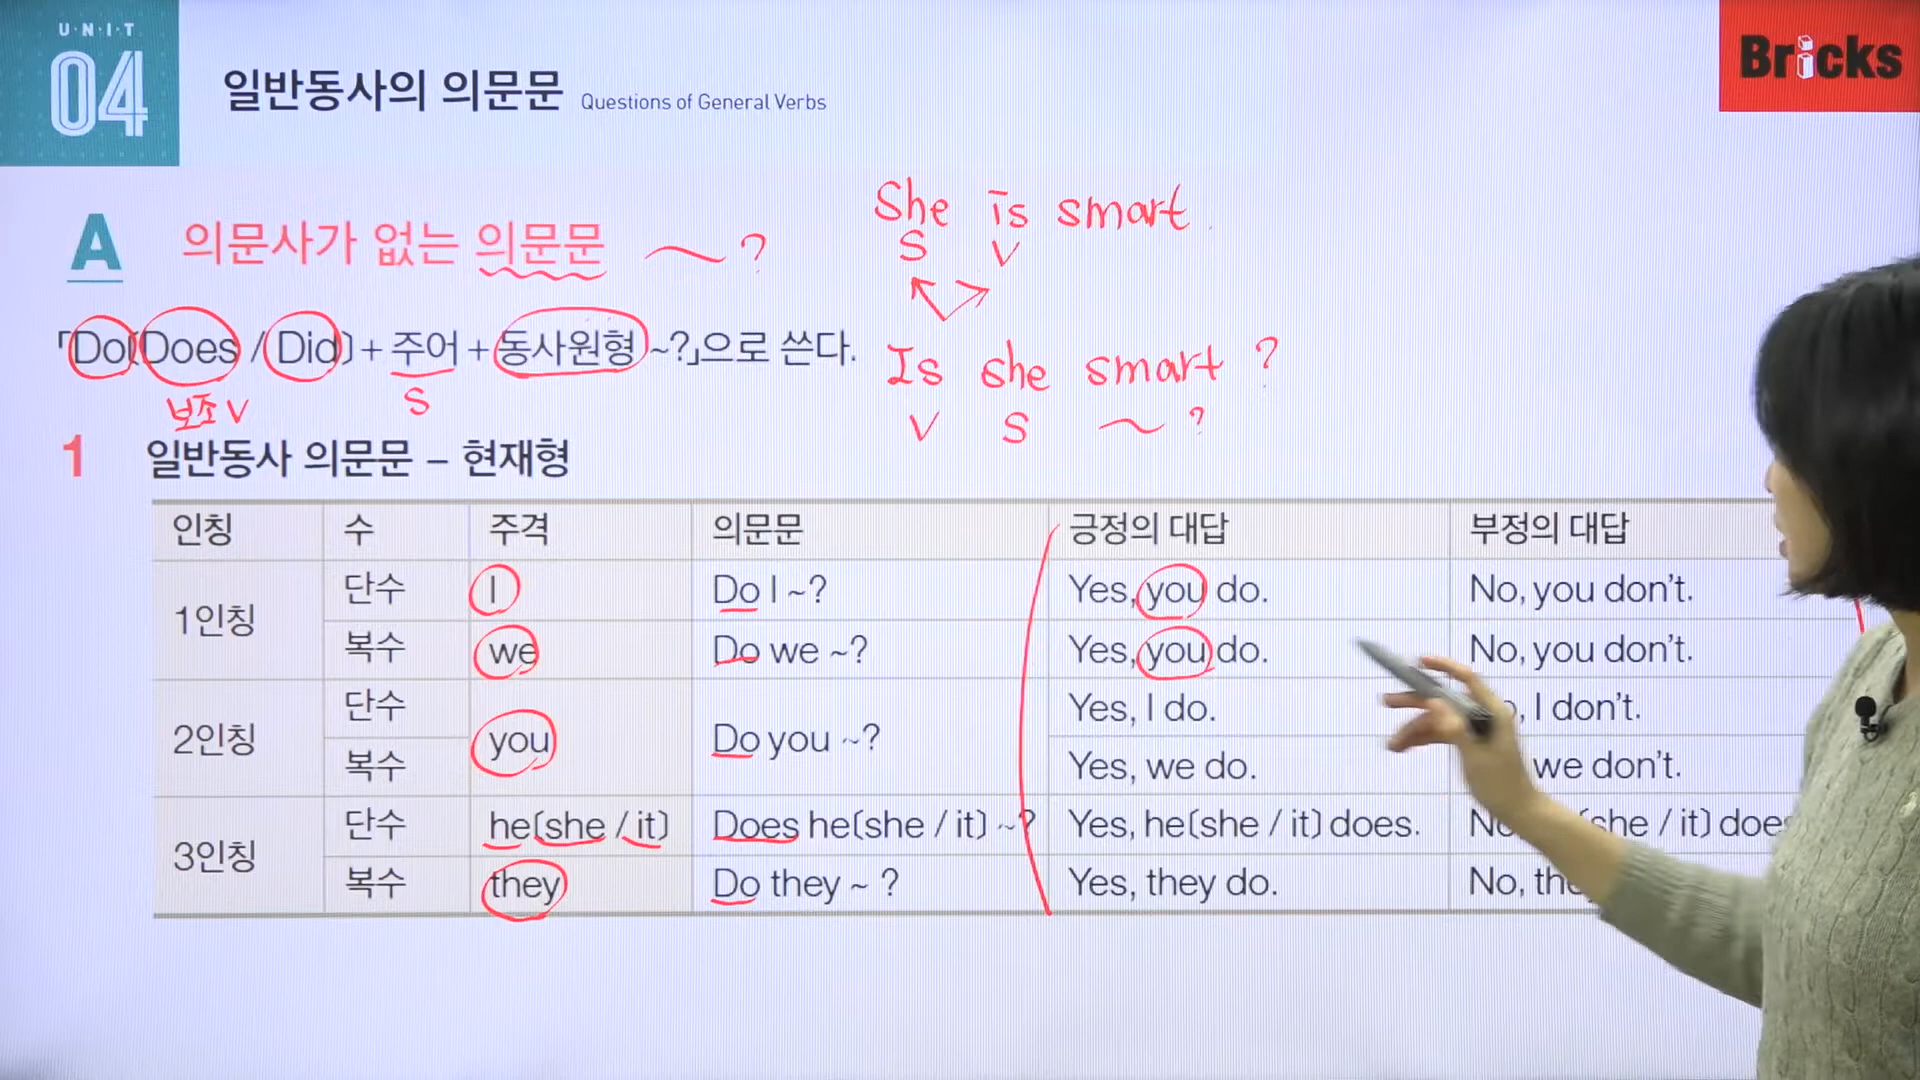 U·N·I·T
04
일반동사의 의문문 Questions of General Verbs
Bricks
A 의문사가 없는 의문문 ~?
She is smart
S V
「Do(Does / Did) + 주어 + 동사원형 ~?」으로 쓴다.
보조V S
Is she smart ?
V S ~ ?
1 일반동사 의문문 – 현재형
인칭 수 주격 의문문 긍정의 대답 부정의 대답
1인칭 단수 I Do I ~? Yes, you do. No, you don't.
복수 we Do we ~? Yes, you do. No, you don't.
2인칭 단수 you Do you ~? Yes, I do. I don't.
복수 Yes, we do. we don't.
3인칭 단수 he(she / it) Does he(she / it) ~? Yes, he(she / it) does. (she / it)
복수 they Do they ~ ? Yes, they do. No,